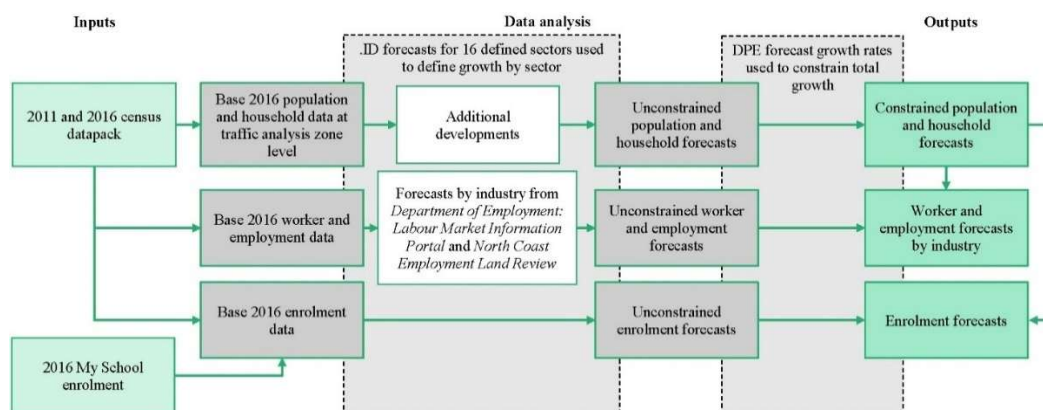 Inputs
Data analysis
Outputs
.ID forecasts for 16 defined sectors used
to define growth by sector
DPE forecast growth rates
used to constrain total
growth
2011 and 2016 census
datapack
Base 2016 population
and household data at
traffic analysis zone
level
Additional
developments
Unconstrained
population and
household forecasts
Constrained population
and household
forecasts
Base 2016 worker and
employment data
Forecasts by industry from
Department of Employment:
Labour Market Information
Portal and North Coast
Employment Land Review
Unconstrained worker
and employment
forecasts
Worker and
employment forecasts
by industry
Base 2016 enrolment
data
Unconstrained
enrolment forecasts
Enrolment forecasts
2016 My School
enrolment